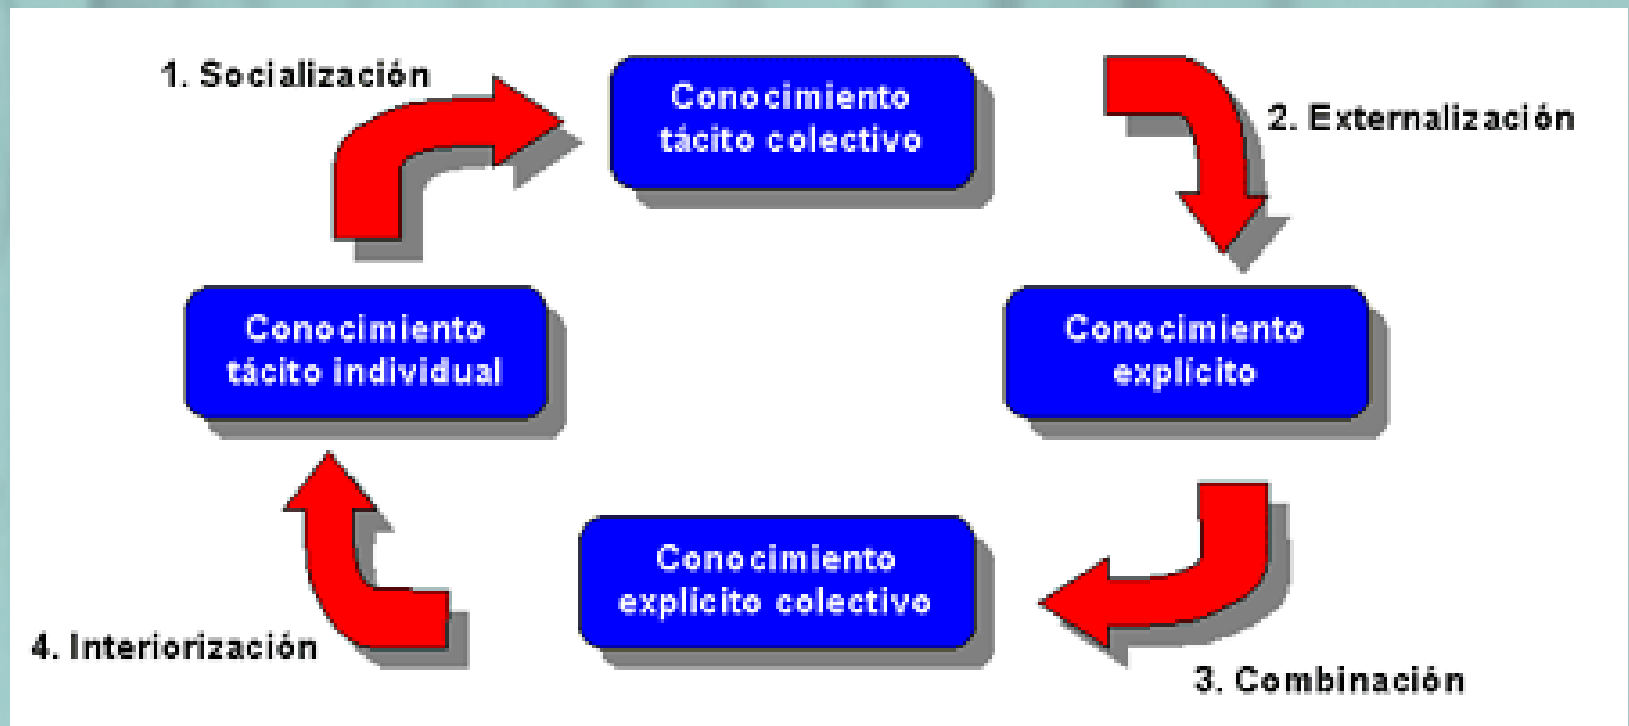 1. Socialización
Conocimiento
tácito colectivo
2. Externalización
Conocimiento
explícito
3. Combinación
Conocimiento
explícito colectivo
4. Interiorización
Conocimiento
tácito individual